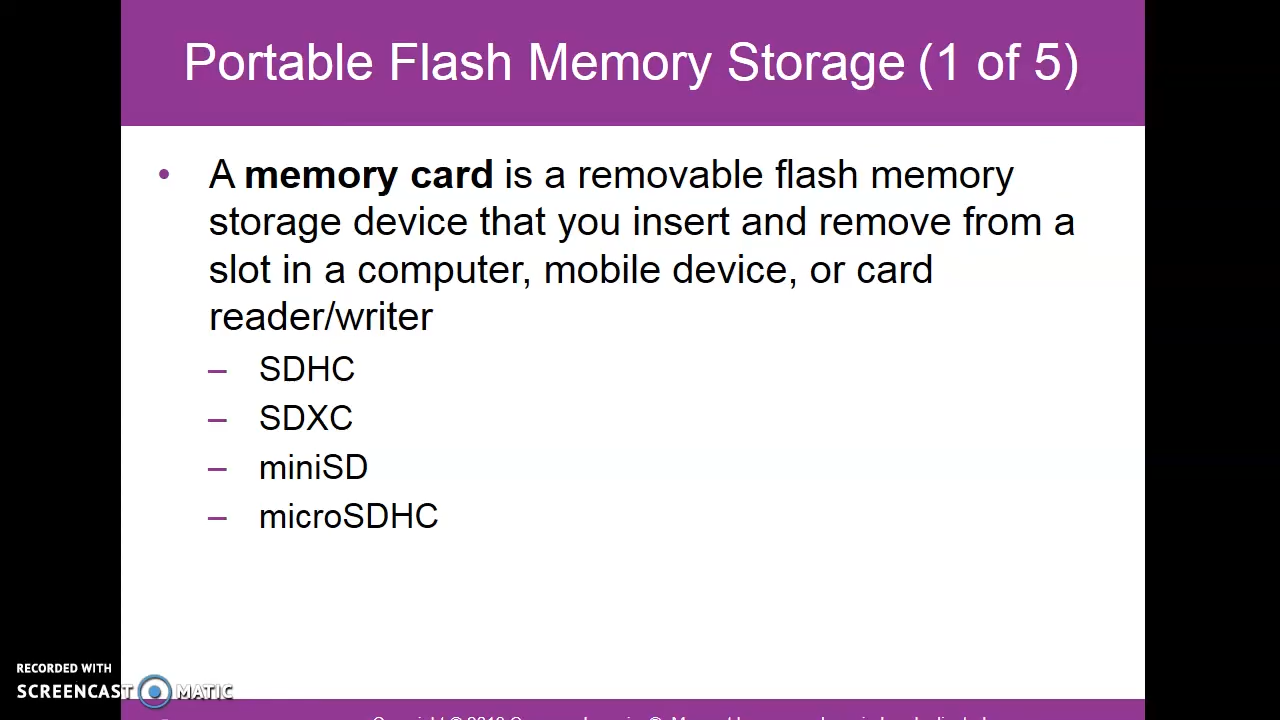 Portable Flash Memory Storage (1 of 5)
• A memory card is a removable flash memory
storage device that you insert and remove from a
slot in a computer, mobile device, or card
reader/writer
– SDHC
– SDXC
– miniSD
– microSDHC
RECORDED WITH
SCREENCAST MATIC